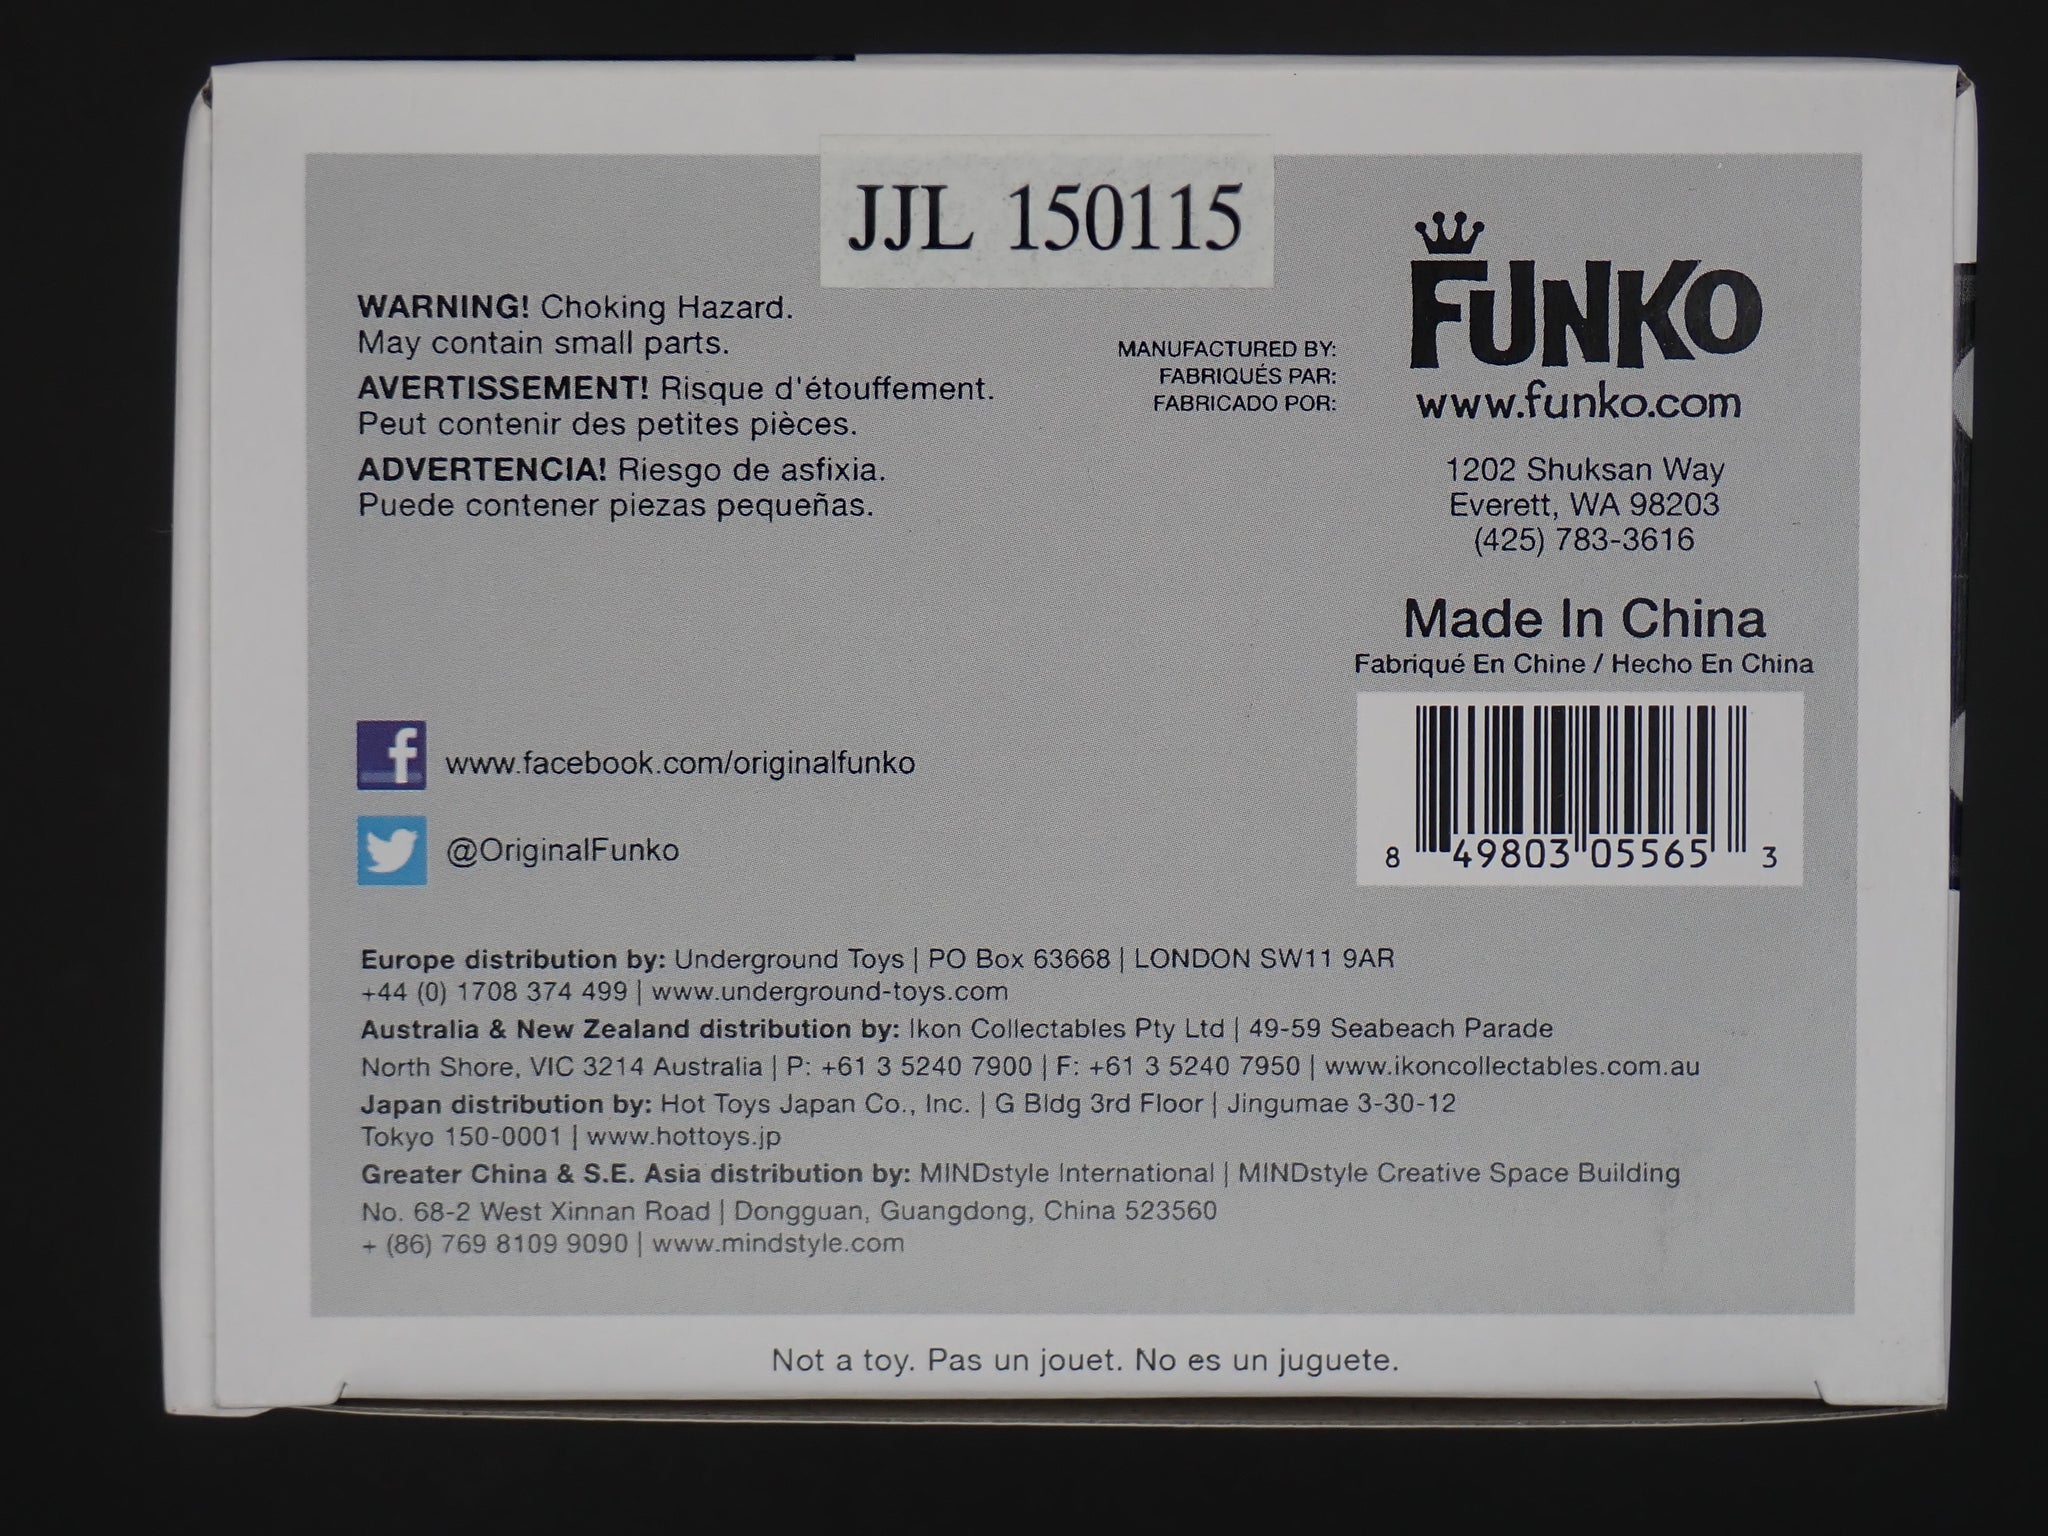 JJL 150115
WARNING! Choking Hazard.
May contain small parts.
AVERTISSEMENT! Risque d'étouffement.
Peut contenir des petites pièces.
ADVERTENCIA! Riesgo de asfixia.
Puede contener piezas pequeñas.
MANUFACTURED BY:
FABRIQUÉS PAR:
FABRICADO POR:
FUNKO
www.funko.com
1202 Shuksan Way
Everett, WA 98203
(425) 783-3616
Made In China
Fabriqué En Chine / Hecho En China
8 49803 05565 3
f www.facebook.com/originalfunko
@OriginalFunko
Europe distribution by: Underground Toys | PO Box 63668 | LONDON SW11 9AR
+44 (0) 1708 374 499 | www.underground-toys.com
Australia & New Zealand distribution by: Ikon Collectables Pty Ltd | 49-59 Seabeach Parade
North Shore, VIC 3214 Australia | P: +61 3 5240 7900 | F: +61 3 5240 7950 | www.ikoncollectables.com.au
Japan distribution by: Hot Toys Japan Co., Inc. | G Bldg 3rd Floor | Jingumae 3-30-12
Tokyo 150-0001 | www.hottoys.jp
Greater China & S.E. Asia distribution by: MINDstyle International | MINDstyle Creative Space Building
No. 68-2 West Xinnan Road | Dongguan, Guangdong, China 523560
+ (86) 769 8109 9090 | www.mindstyle.com
Not a toy. Pas un jouet. No es un juguete.